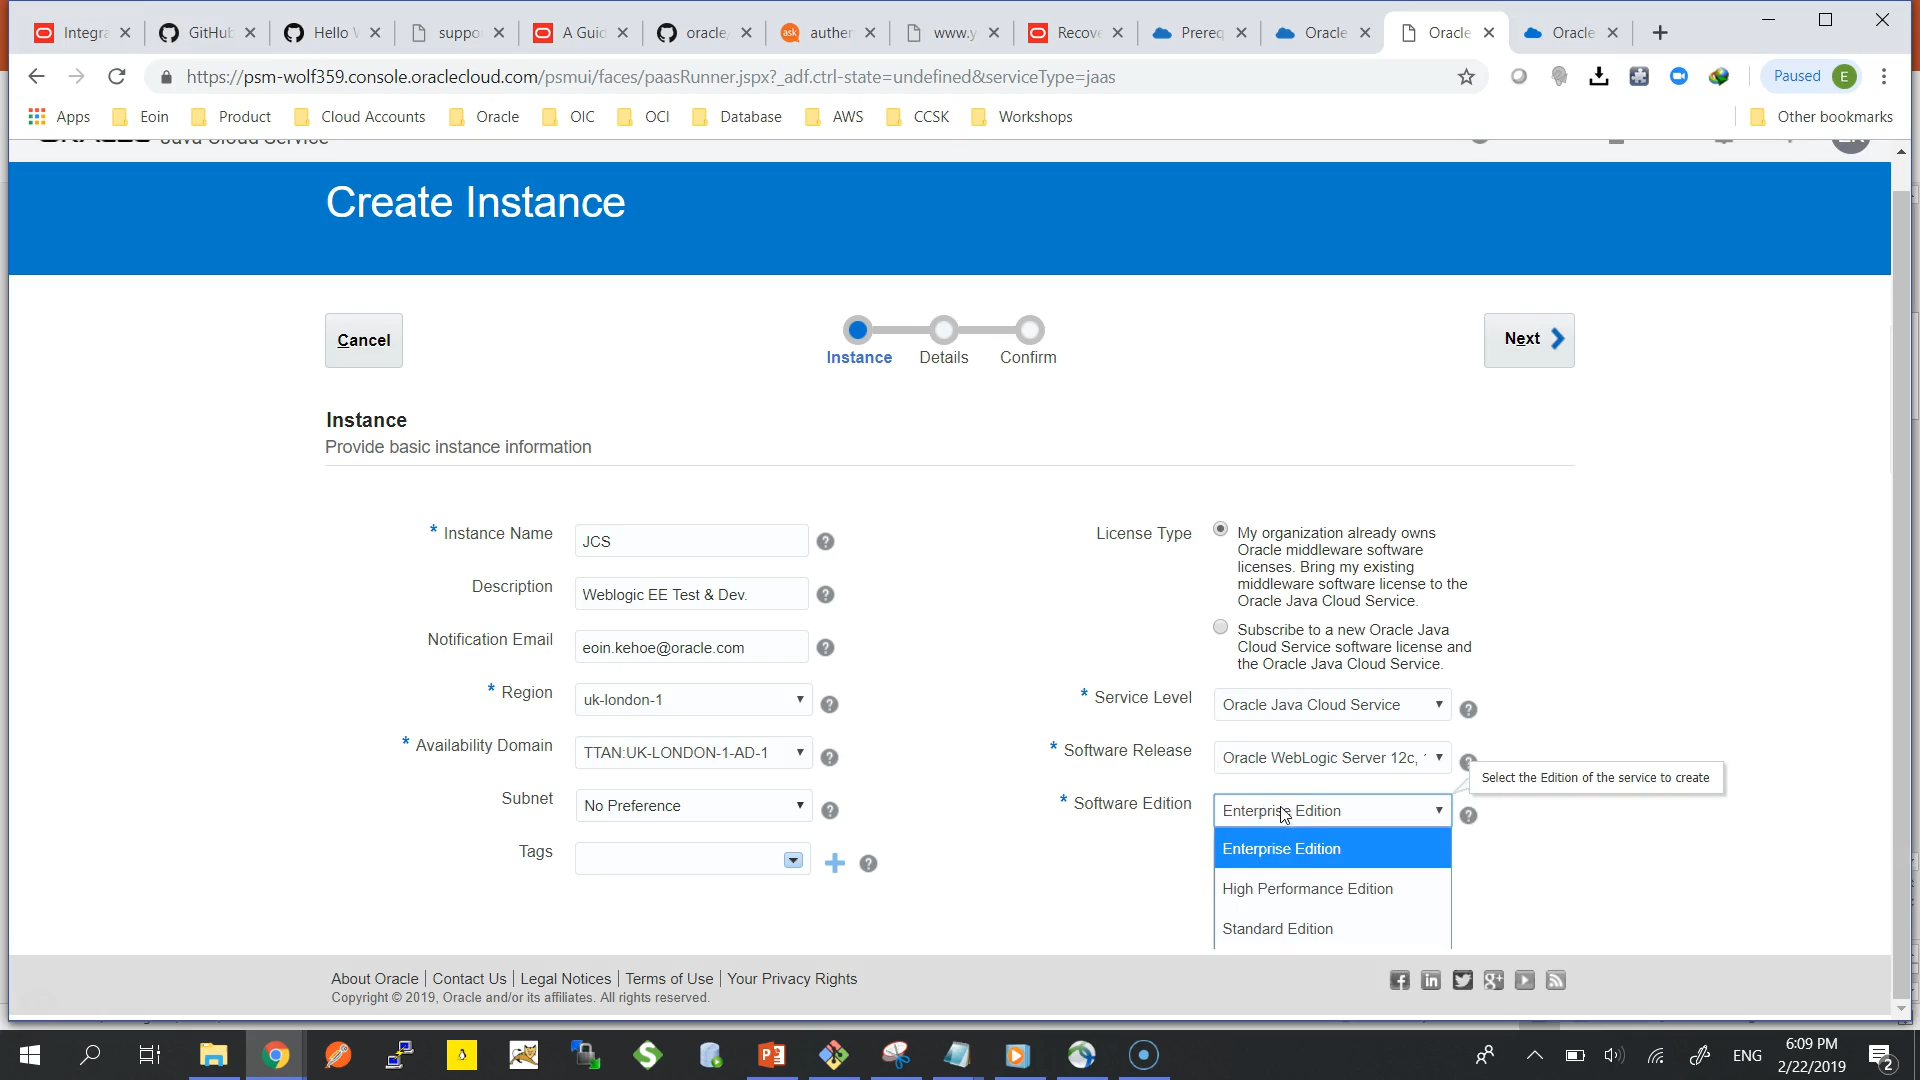 Integra
GitHub
Hello
suppo
A Guid
oracle/
ask
auther
www.y
Recove
Prereq
Oracle
Oracle
Oracle
https://psm-wolf359.console.oraclecloud.com/psmui/faces/paasRunner.jspx?_adf.ctrl-state=undefined&serviceType=jaas
Paused
E
Apps
Eoin
Product
Cloud Accounts
Oracle
OIC
OCI
Database
AWS
CCSK
Workshops
Other bookmarks
ORACLE Java Cloud Service
Create Instance
Cancel
Instance
Details
Confirm
Next
Instance
Provide basic instance information
* Instance Name
JCS
Description
Weblogic EE Test & Dev.
Notification Email
eoin.kehoe@oracle.com
* Region
uk-london-1
* Availability Domain
TTAN:UK-LONDON-1-AD-1
Subnet
No Preference
Tags
License Type
My organization already owns
Oracle middleware software
licenses. Bring my existing
middleware software license to the
Oracle Java Cloud Service.
Subscribe to a new Oracle Java
Cloud Service software license and
the Oracle Java Cloud Service.
* Service Level
Oracle Java Cloud Service
* Software Release
Oracle WebLogic Server 12c,
Select the Edition of the service to create
* Software Edition
Enterprise Edition
Enterprise Edition
High Performance Edition
Standard Edition
About Oracle | Contact Us | Legal Notices | Terms of Use | Your Privacy Rights
Copyright © 2019, Oracle and/or its affiliates. All rights reserved.
ENG
6:09 PM
2/22/2019
2